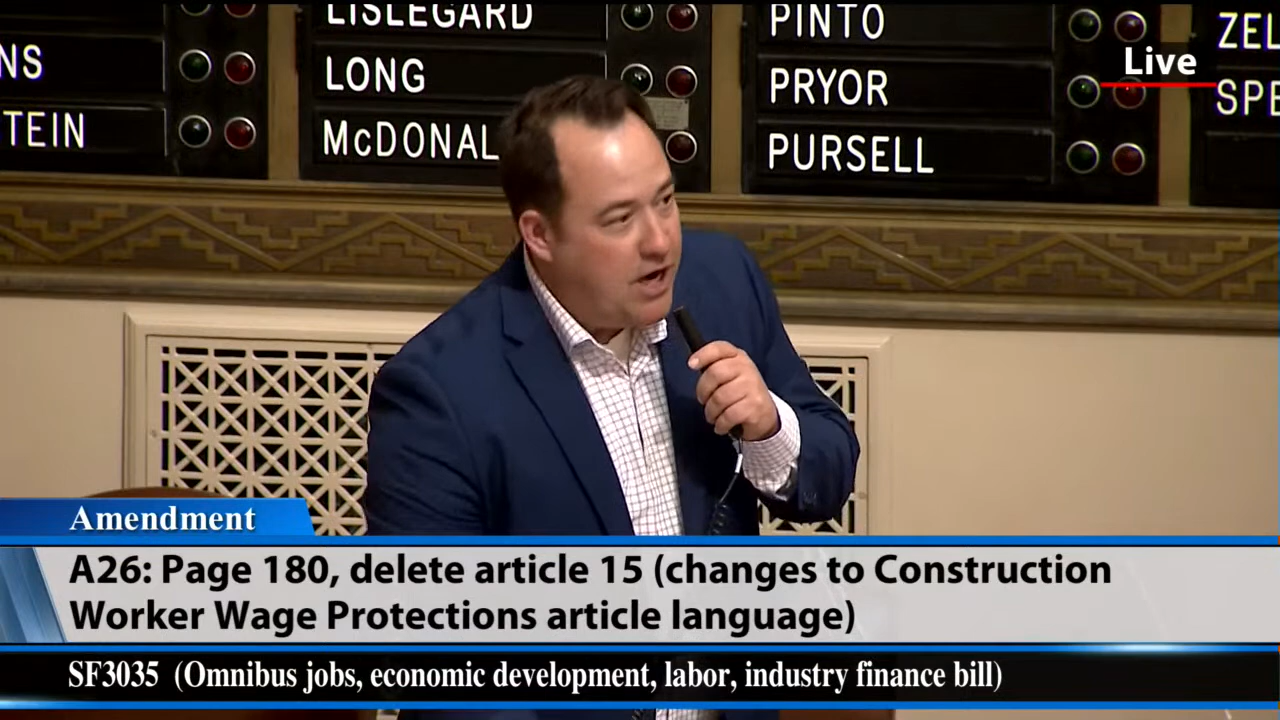 LISLEGARD
LONG
McDONAL
PINTO
PRYOR
PURSELL
NS
TEIN
ZEL
SPE
Live
Amendment
A26: Page 180, delete article 15 (changes to Construction
Worker Wage Protections article language)
SF3035 (Omnibus jobs, economic development, labor, industry finance bill)